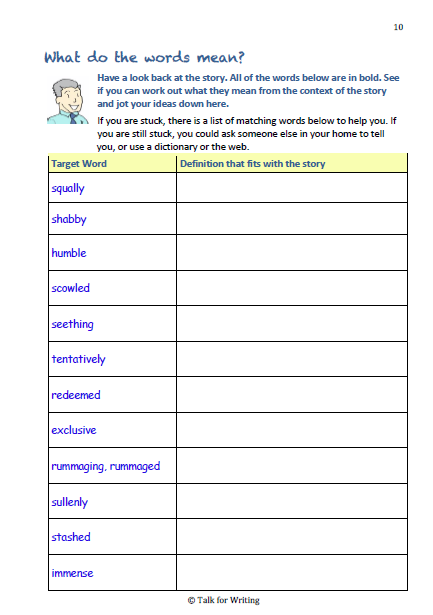 10
What do the words mean?
Have a look back at the story. All of the words below are in bold. See
if you can work out what they mean from the context of the story
and jot your ideas down here.
If you are stuck, there is a list of matching words below to help you. If
you are still stuck, you could ask someone else in your home to tell
you, or use a dictionary or the web.
Target Word Definition that fits with the story
squally
shabby
humble
scowled
seething
tentatively
redeemed
exclusive
rummaging, rummaged
sullenly
stashed
immense
© Talk for Writing